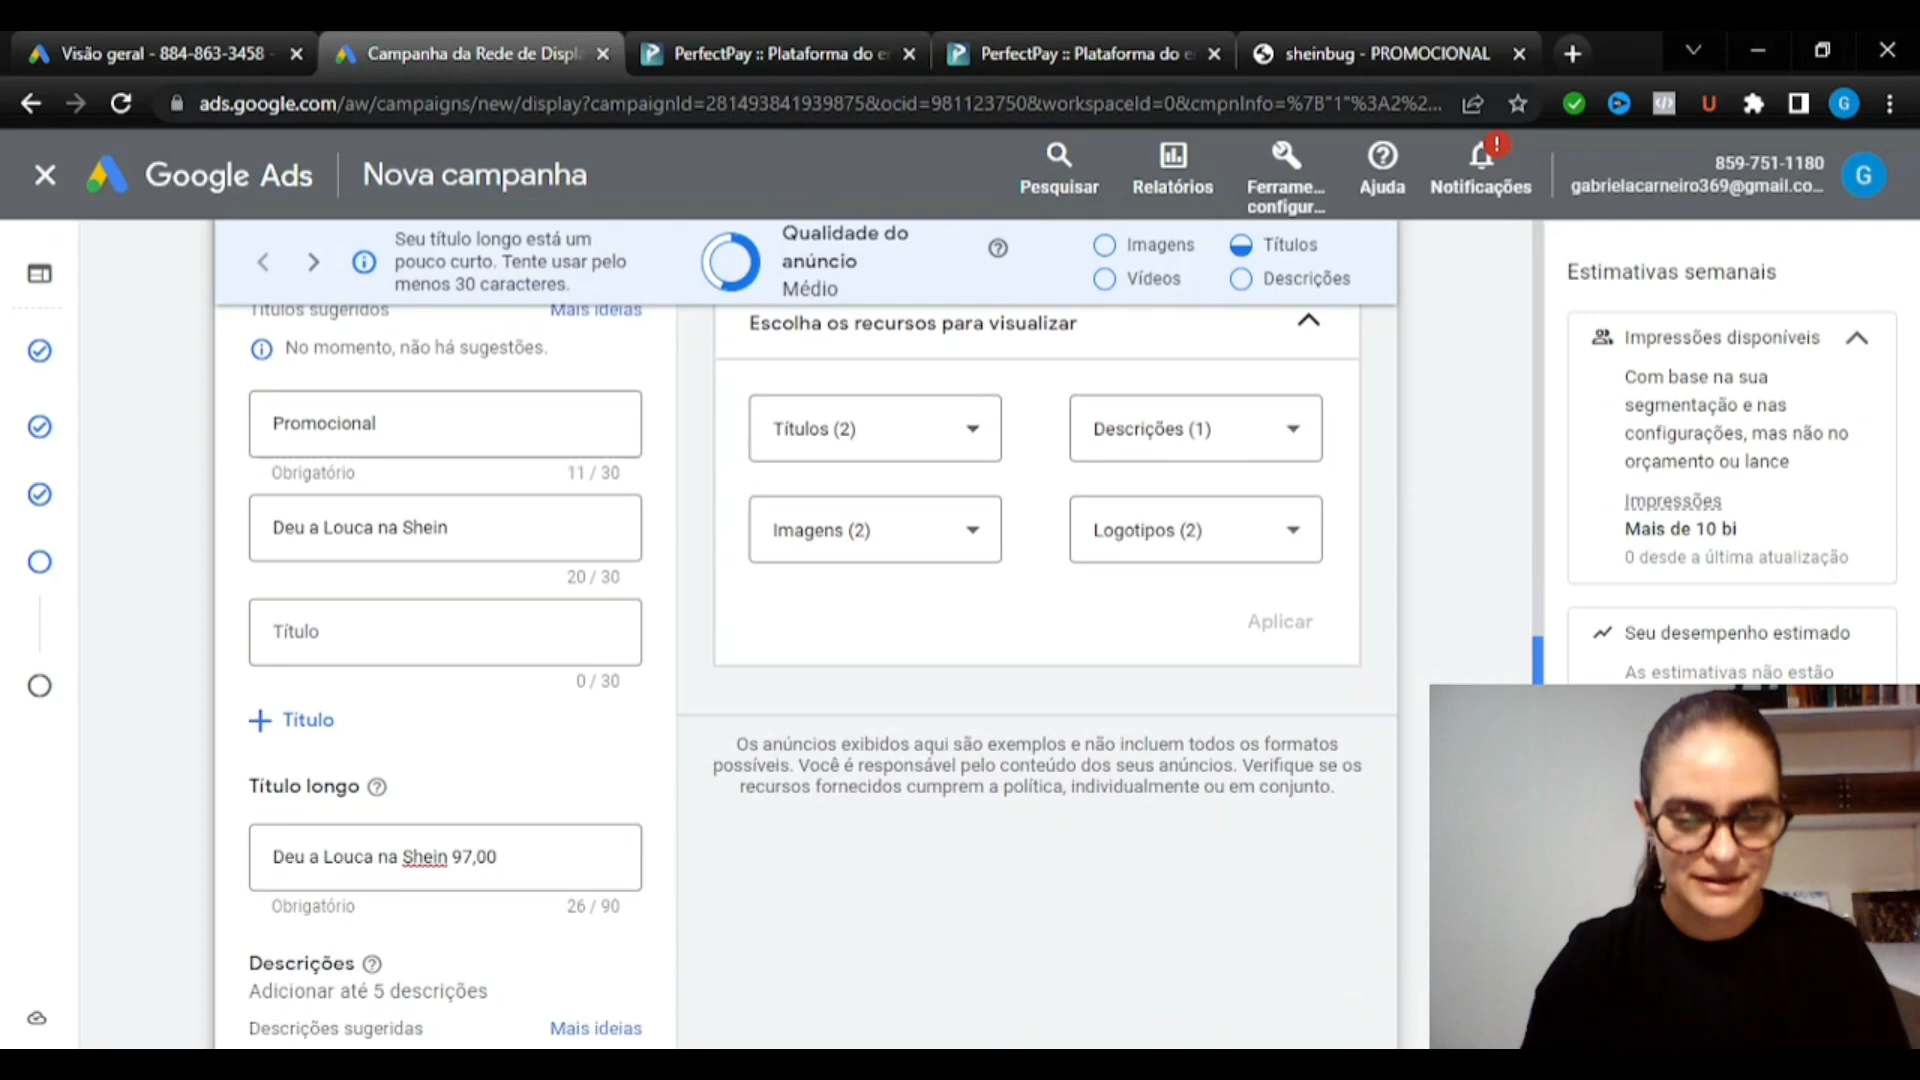 Visão geral - 884-863-3458 -
Campanha da Rede de Displ
PerfectPay :: Plataforma do e
PerfectPay :: Plataforma do e
sheinbug - PROMOCIONAL
ads.google.com/aw/campaigns/new/display?campaignId=281493841939875&ocid=981123750&workspaceId=0&cmpnInfo=%7B"1"%3A2%2...
G
Google Ads
Nova campanha
Pesquisar
Relatórios
Ferrame...
configur...
Ajuda
!
Notificações
859-751-1180
gabrielacarneiro369@gmail.co...
G
Seu título longo está um
pouco curto. Tente usar pelo
menos 30 caracteres.
Qualidade do
anúncio
Médio
Imagens
Títulos
Vídeos
Descrições
Títulos sugeridos
Mais ideias
No momento, não há sugestões.
Promocional
Obrigatório
11 / 30
Deu a Louca na Shein
20 / 30
Título
0 / 30
Título
Título longo
Deu a Louca na Shein 97,00
Obrigatório
26 / 90
Descrições
Adicionar até 5 descrições
Descrições sugeridas
Mais ideias
Escolha os recursos para visualizar
Títulos (2)
Descrições (1)
Imagens (2)
Logotipos (2)
Aplicar
Os anúncios exibidos aqui são exemplos e não incluem todos os formatos
possíveis. Você é responsável pelo conteúdo dos seus anúncios. Verifique se os
recursos fornecidos cumprem a política, individualmente ou em conjunto.
Estimativas semanais
Impressões disponíveis
Com base na sua
segmentação e nas
configurações, mas não no
orçamento ou lance
Impressões
Mais de 10 bi
0 desde a última atualização
Seu desempenho estimado
As estimativas não estão